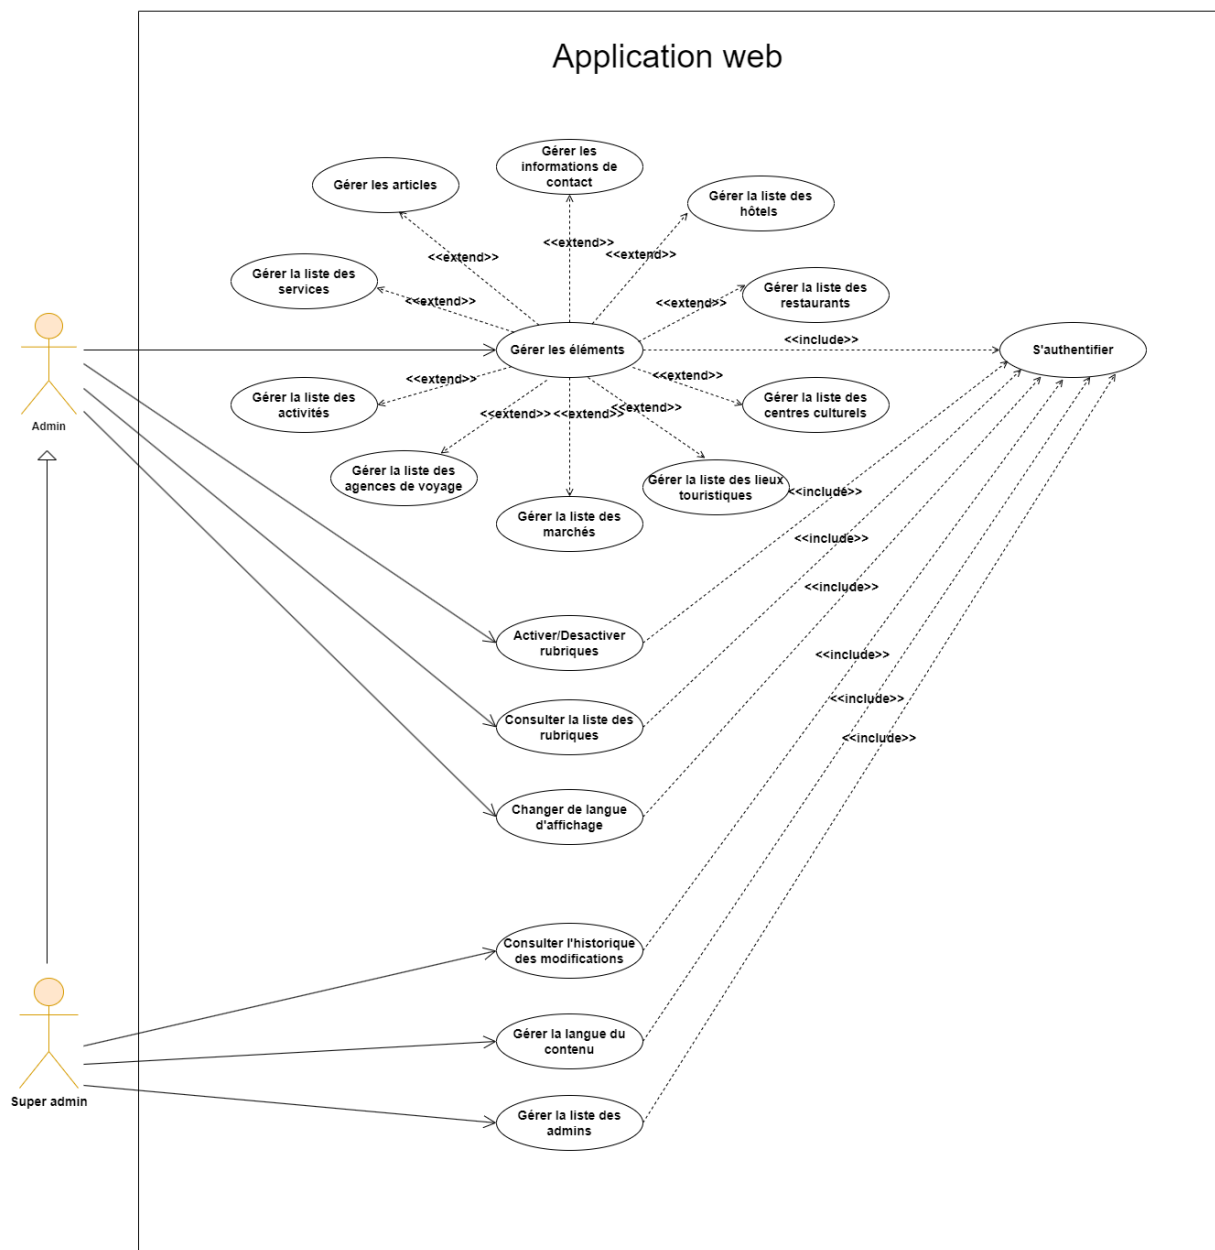 Application web
Gérer les
informations de
contact
Gérer les articles
Gérer la liste des
hôtels
<<extend>>
<<extend>>
<<extend>>
Gérer la liste des
services
<<extend>>
<<extend>>
Gérer la liste des
restaurants
Gérer les éléments
<<include>>
S'authentifier
<<extend>>
<<extend>>
Gérer la liste des
activités
Gérer la liste des
centres culturels
<<extend>>
<<extend>>
<<extend>>
Admin
Gérer la liste des
agences de voyage
Gérer la liste des lieux
touristiques
<<include>>
Gérer la liste des
marchés
<<include>>
<<include>>
Activer/Desactiver
rubriques
<<include>>
<<include>>
Consulter la liste des
rubriques
<<include>>
Changer de langue
d'affichage
Consulter l'historique
des modifications
Gérer la langue du
contenu
Super admin
Gérer la liste des
admins